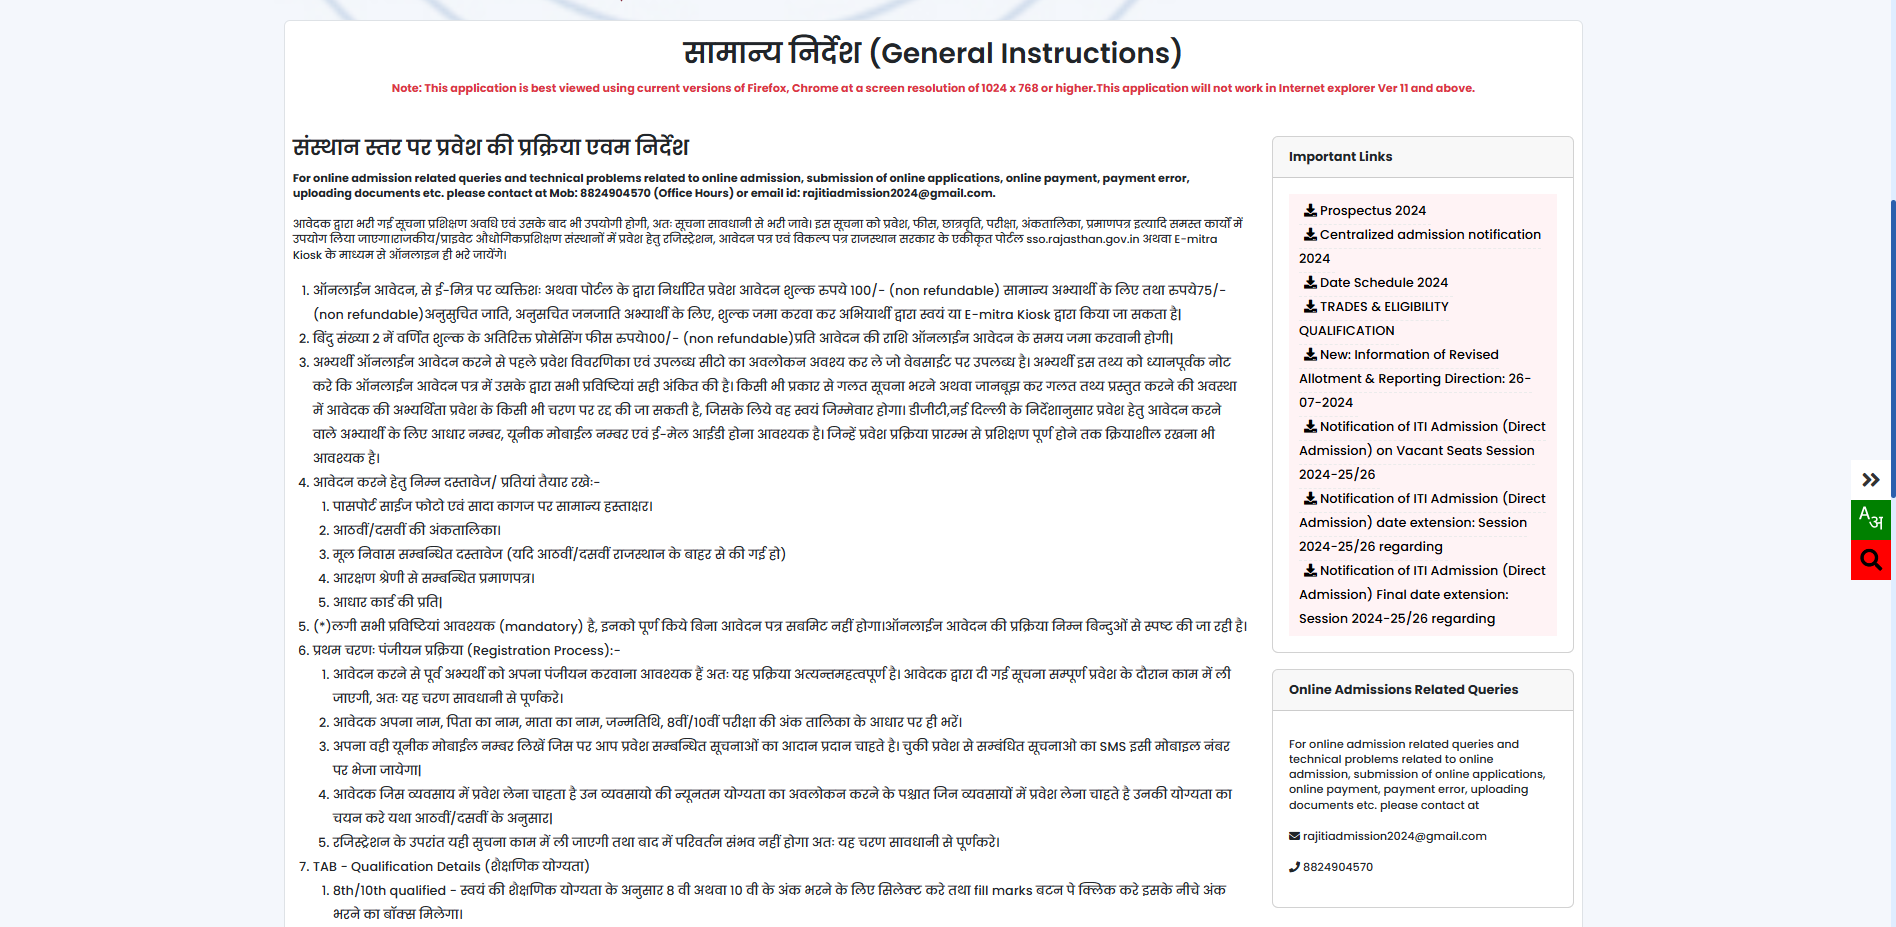 सामान्य निर्देश (General Instructions)
Note: This application is best viewed using current versions of Firefox, Chrome at a screen resolution of 1024 x 768 or higher.This application will not work in Internet explorer Ver 11 and above.
संस्थान स्तर पर प्रवेश की प्रक्रिया एवम निर्देश
For online admission related queries and technical problems related to online admission, submission of online applications, online payment, payment error,
uploading documents etc. please contact at Mob: 8824904570 (Office Hours) or email id: rajitiadmission2024@gmail.com.
आवेदक द्वारा भरी गई सूचना प्रशिक्षण अवधि एवं उसके बाद भी उपयोगी होगी, अतः सूचना सावधानी से भरी जावे। इस सूचना को प्रवेश, फीस, छात्रवृति, परीक्षा, अंकतालिका, प्रमाणपत्र इत्यादि समस्त कार्यों में
उपयोग लिया जाएगा।राजकीय/प्राइवेट औधोगिकप्रशिक्षण संस्थानों में प्रवेश हेतु रजिस्ट्रेशन, आवेदन पत्र एवं विकल्प पत्र राजस्थान सरकार के एकीकृत पोर्टल sso.rajasthan.gov.in अथवा E-mitra
Kiosk के माध्यम से ऑनलाइन ही भरे जायेंगे।
1. ऑनलाईन आवेदन, से ई-मित्र पर व्यक्तिशः अथवा पोर्टल के द्वारा निर्धारित प्रवेश आवेदन शुल्क रुपये 100/- (non refundable) सामान्य अभ्यार्थी के लिए तथा रुपये75/-
(non refundable)अनुसुचित जाति, अनुसचित जनजाति अभ्यार्थी के लिए, शुल्क जमा करवा कर अभियार्थी द्वारा स्वयं या E-mitra Kiosk द्वारा किया जा सकता है|
2. बिंदु संख्या 2 में वर्णित शुल्क के अतिरिक्त प्रोसेसिंग फीस रुपये100/- (non refundable)प्रति आवेदन की राशि ऑनलाईन आवेदन के समय जमा करवानी होगी|
3. अभ्यर्थी ऑनलाईन आवेदन करने से पहले प्रवेश विवरणिका एवं उपलब्ध सीटो का अवलोकन अवश्य कर ले जो वेबसाईट पर उपलब्ध है। अभ्यर्थी इस तथ्य को ध्यानपूर्वक नोट
करे कि ऑनलाईन आवेदन पत्र में उसके द्वारा सभी प्रविष्टियां सही अंकित की है। किसी भी प्रकार से गलत सूचना भरने अथवा जानबूझ कर गलत तथ्य प्रस्तुत करने की अवस्था
में आवेदक की अभ्यर्थिता प्रवेश के किसी भी चरण पर रद्द की जा सकती है, जिसके लिये वह स्वयं जिम्मेवार होगा। डीजीटी,नई दिल्ली के निर्देशानुसार प्रवेश हेतु आवेदन करने
वाले अभ्यार्थी के लिए आधार नम्बर, यूनीक मोबाईल नम्बर एवं ई-मेल आईडी होना आवश्यक है। जिन्हें प्रवेश प्रक्रिया प्रारम्भ से प्रशिक्षण पूर्ण होने तक क्रियाशील रखना भी
आवश्यक है।
4. आवेदन करने हेतु निम्न दस्तावेज/ प्रतियां तैयार रखेः-
1. पासपोर्ट साईज फोटो एवं सादा कागज पर सामान्य हस्ताक्षर।
2. आठवीं/दसवीं की अंकतालिका।
3. मूल निवास सम्बन्धित दस्तावेज (यदि आठवीं/दसवीं राजस्थान के बाहर से की गई हो)
4. आरक्षण श्रेणी से सम्बन्धित प्रमाणपत्र।
5. आधार कार्ड की प्रति|
5. (*)लगी सभी प्रविष्टियां आवश्यक (mandatory) है, इनको पूर्ण किये बिना आवेदन पत्र सबमिट नहीं होगा।ऑनलाईन आवेदन की प्रक्रिया निम्न बिन्दुओं से स्पष्ट की जा रही है।
6. प्रथम चरणः पंजीयन प्रक्रिया (Registration Process):-
1. आवेदन करने से पूर्व अभ्यर्थी को अपना पंजीयन करवाना आवश्यक हैं अतः यह प्रक्रिया अत्यन्तमहत्वपूर्ण है। आवेदक द्वारा दी गई सूचना सम्पूर्ण प्रवेश के दौरान काम में ली
जाएगी, अतः यह चरण सावधानी से पूर्णकरे।
2. आवेदक अपना नाम, पिता का नाम, माता का नाम, जन्मतिथि, 8वीं/10वीं परीक्षा की अंक तालिका के आधार पर ही भरें।
3. अपना वही यूनीक मोबाईल नम्बर लिखें जिस पर आप प्रवेश सम्बन्धित सूचनाओं का आदान प्रदान चाहते है। चुकी प्रवेश से सम्बंधित सूचनाओ का SMS इसी मोबाइल नंबर
पर भेजा जायेगा|
4. आवेदक जिस व्यवसाय में प्रवेश लेना चाहता है उन व्यवसायो की न्यूनतम योग्यता का अवलोकन करने के पश्चात जिन व्यवसायों में प्रवेश लेना चाहते है उनकी योग्यता का
चयन करे यथा आठवीं/दसवीं के अनुसार|
5. रजिस्ट्रेशन के उपरांत यही सुचना काम में ली जाएगी तथा बाद में परिवर्तन संभव नहीं होगा अतः यह चरण सावधानी से पूर्णकरे।
7. TAB - Qualification Details (शैक्षणिक योग्यता)
1. 8th/10th qualified - स्वयं की शैक्षणिक योग्यता के अनुसार 8 वी अथवा 10 वी के अंक भरने के लिए सिलेक्ट करे तथा fill marks बटन पे क्लिक करे इसके नीचे अंक
भरने का बॉक्स मिलेगा।
Important Links
Prospectus 2024
Centralized admission notification
2024
Date Schedule 2024
TRADES & ELIGIBILITY
QUALIFICATION
New: Information of Revised
Allotment & Reporting Direction: 26-
07-2024
Notification of ITI Admission (Direct
Admission) on Vacant Seats Session
2024-25/26
Notification of ITI Admission (Direct
Admission) date extension: Session
2024-25/26 regarding
Notification of ITI Admission (Direct
Admission) Final date extension:
Session 2024-25/26 regarding
Online Admissions Related Queries
For online admission related queries and
technical problems related to online
admission, submission of online applications,
online payment, payment error, uploading
documents etc. please contact at
rajitiadmission2024@gmail.com
8824904570
A अ